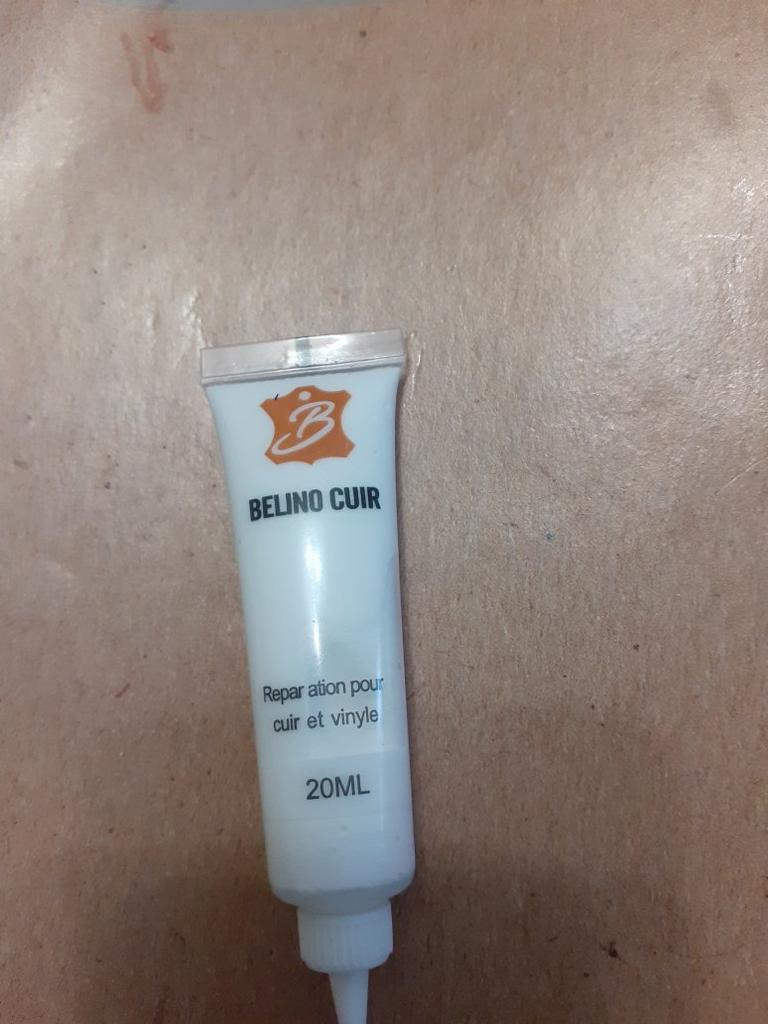 B
BELINO CUIR
Repar ation pour
cuir et vinyle
20ML